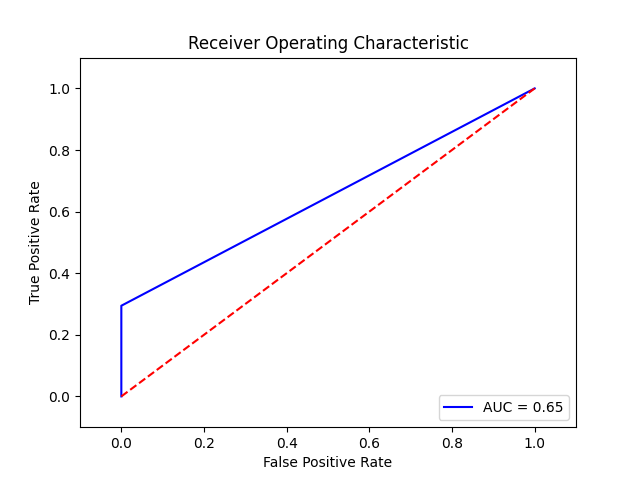 Receiver Operating Characteristic
True Positive Rate
1.0
0.8
0.6
0.4
0.2
0.0
AUC = 0.65
0.0 0.2 0.4 0.6 0.8 1.0
False Positive Rate